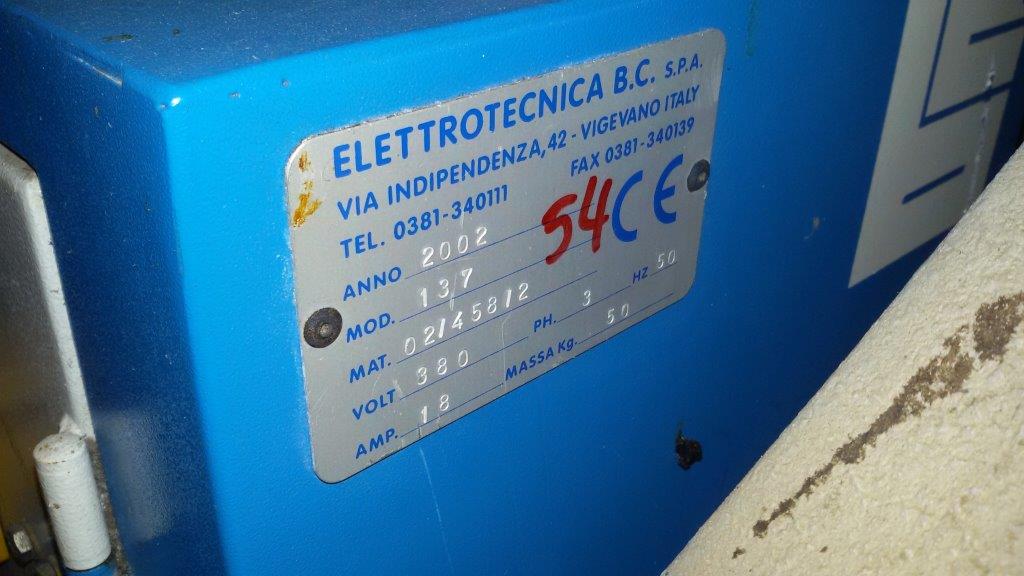 ELETTROTECNICA B.C. S.P.A.
VIA INDIPENDENZA, 42 - VIGEVANO ITALY
TEL. 0381-340111 FAX 0381-340139
ANNO 2002 54 CE
MOD. 137
MAT. 02/458/2 HZ 50
VOLT 380 PH. 3
AMP. 18 MASSA Kg. 50